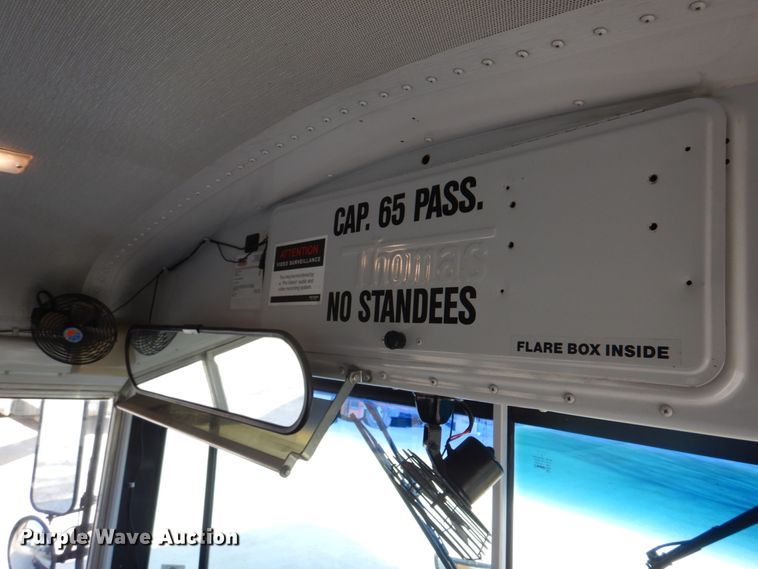 CAP. 65 PASS.
Thomas
NO STANDEES
ATTENTION
VIDEO SURVEILLANCE
FLARE BOX INSIDE
Purple Wave Auction